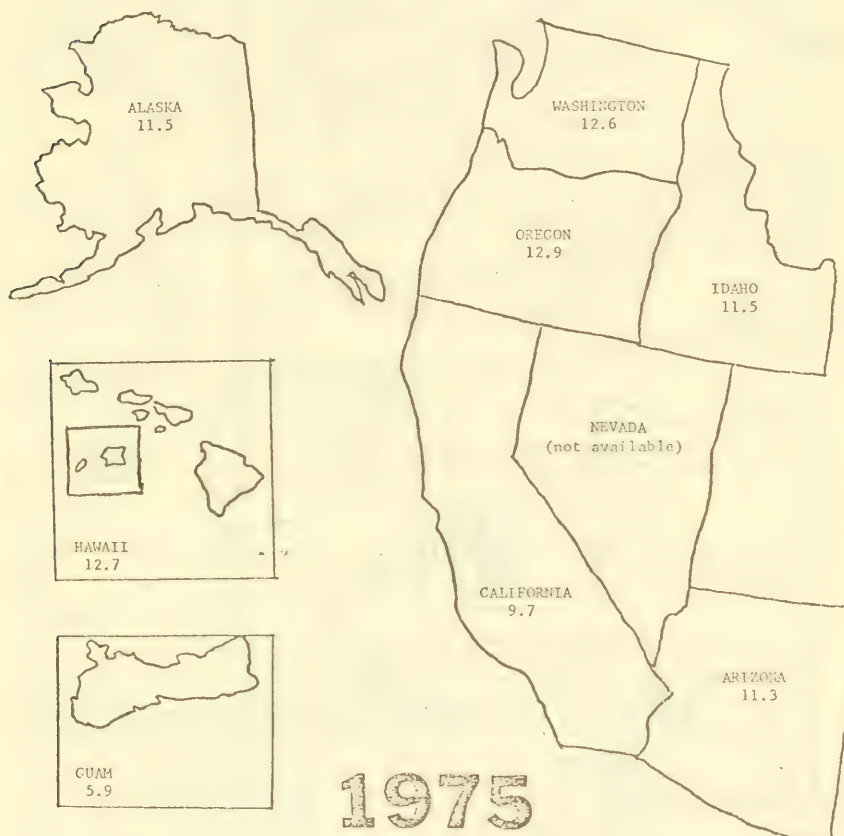 ALASKA
11.5
WASHINGTON
12.6
OREGON
12.9
IDAHO
11.5
NEVADA
(not available)
HAWAII
12.7
CALIFORNIA
9.7
ARIZONA
11.3
GUAM
5.9
1975